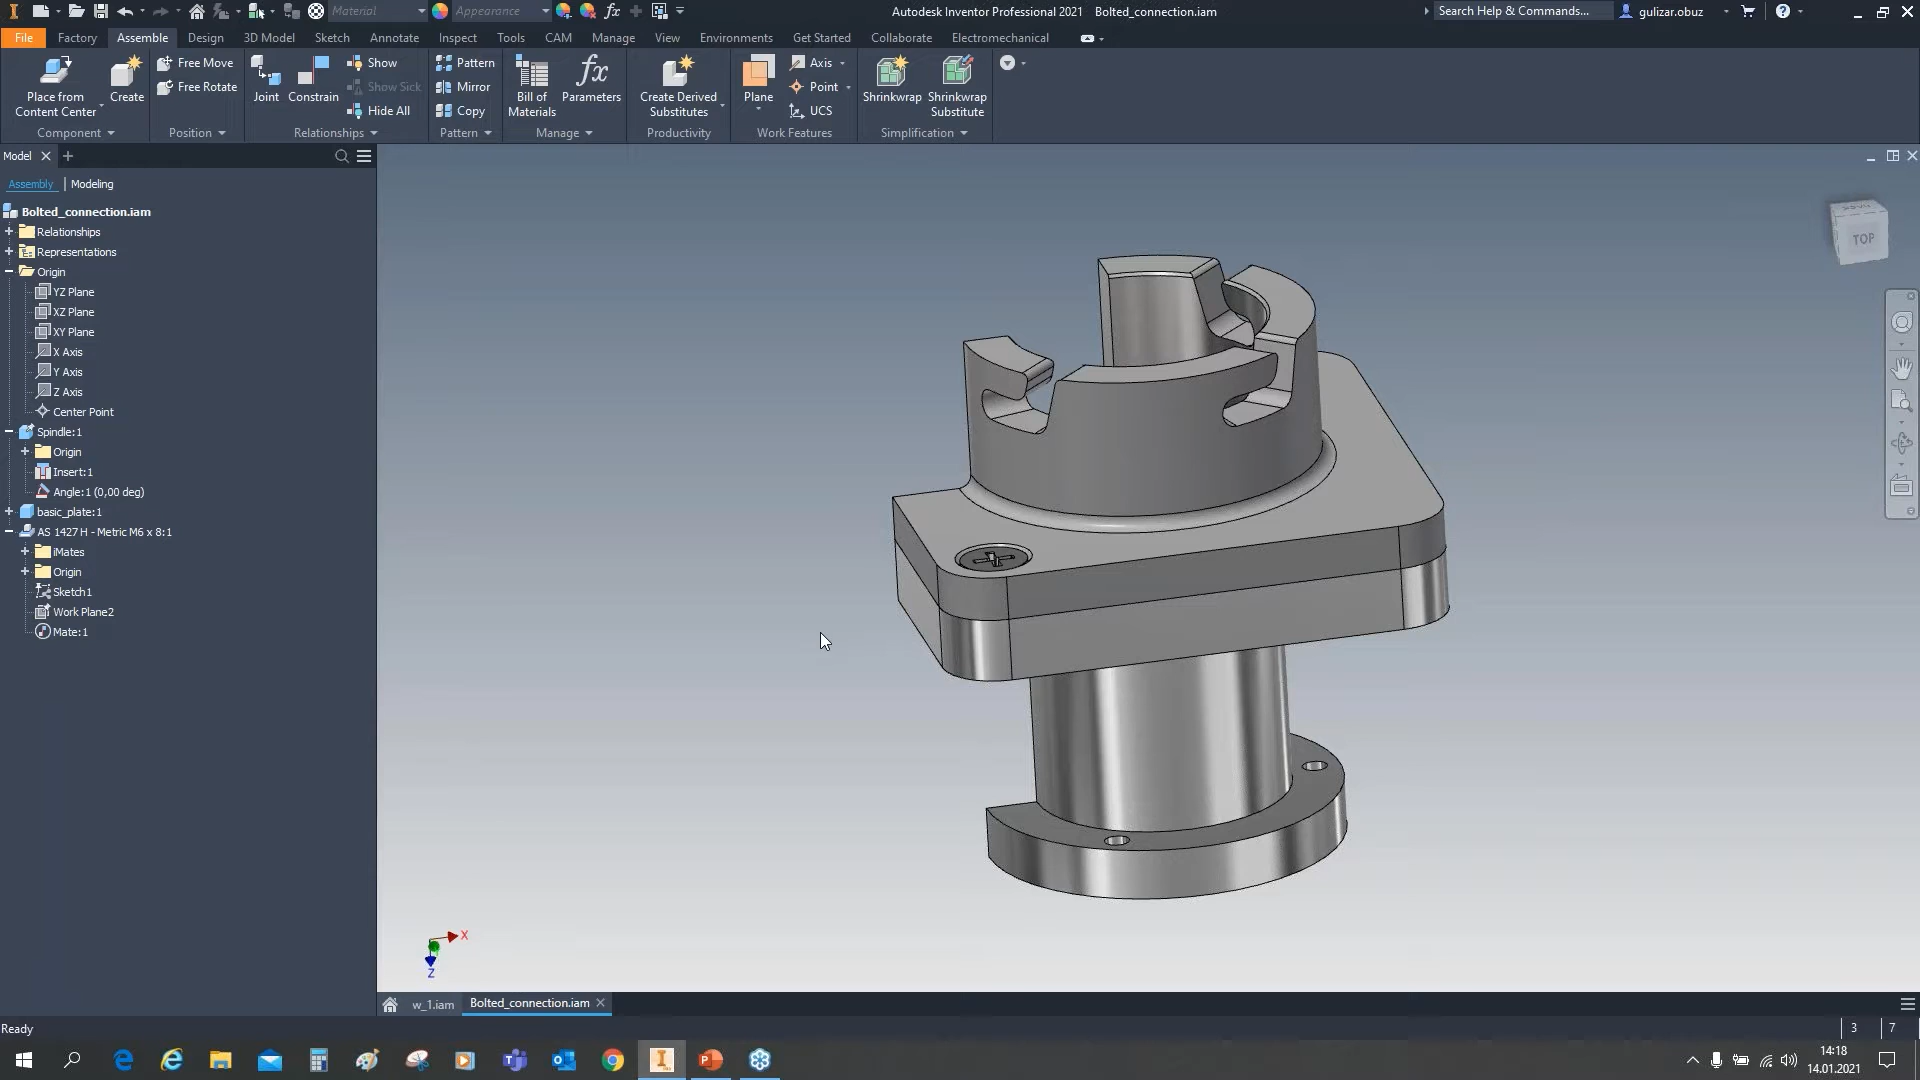 Material
Appearance
fx
Autodesk Inventor Professional 2021 Bolted_connection.iam
Search Help & Commands...
gulizar.obuz
File Factory Assemble Design 3D Model Sketch Annotate Inspect Tools CAM Manage View Environments Get Started Collaborate Electromechanical
Place from Content Center
Create
Free Move
Free Rotate
Joint
Constrain
Show
Show Sick
Hide All
Pattern
Mirror
Copy
Bill of Materials
fx
Parameters
Create Derived Substitutes
Plane
Axis
Point
UCS
Shrinkwrap
Shrinkwrap Substitute
Component Position Relationships Pattern Manage Productivity Work Features Simplification
Model
Assembly | Modeling
Bolted_connection.iam
Relationships
Representations
Origin
YZ Plane
XZ Plane
XY Plane
X Axis
Y Axis
Z Axis
Center Point
Spindle:1
Origin
Insert:1
Angle:1 (0,00 deg)
basic_plate:1
AS 1427 H - Metric M6 x 8:1
iMates
Origin
Sketch1
Work Plane2
Mate:1
TOP
X
Z
w_1.iam
Bolted_connection.iam
Ready
3
7
14:18
14.01.2021